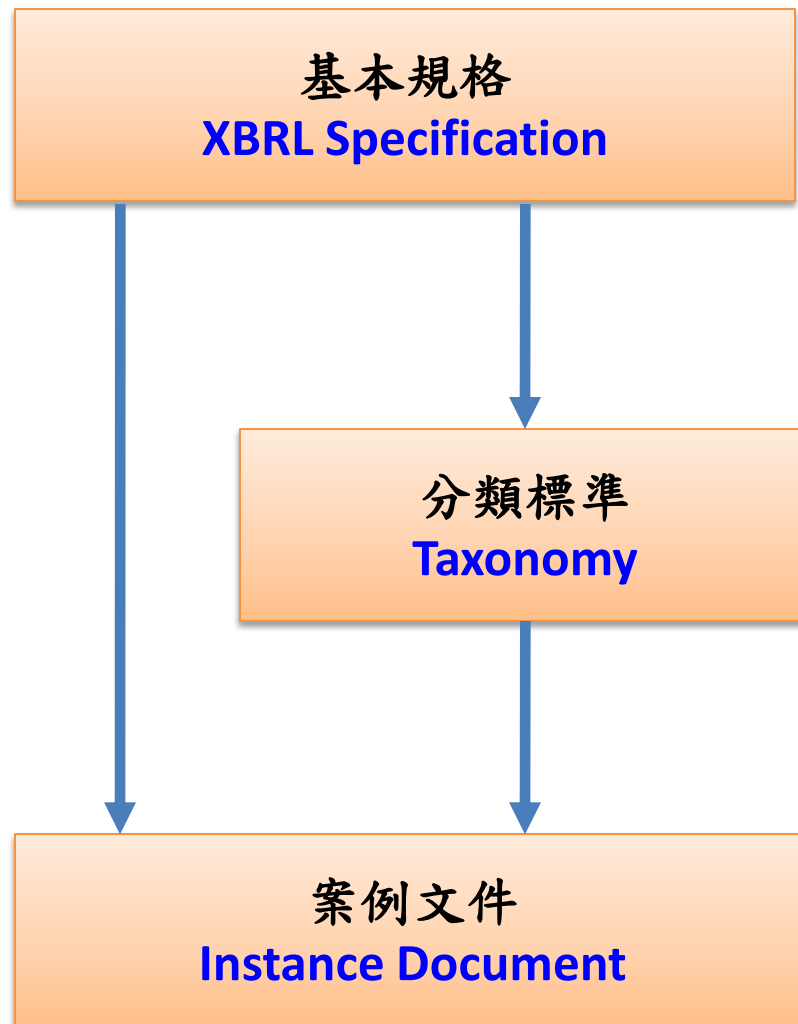 基本規格
XBRL Specification
分類標準
Taxonomy
案例文件
Instance Document